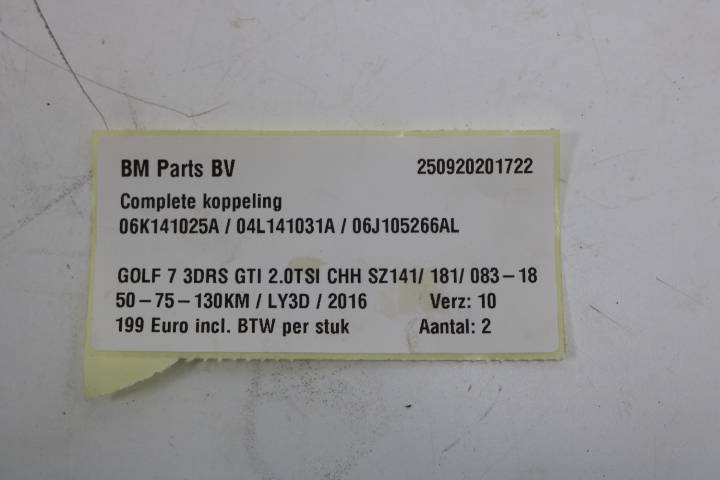 BM Parts BV 250920201722
Complete koppeling
06K141025A / 04L141031A / 06J105266AL
GOLF 7 3DRS GTI 2.0TSI CHH SZ141/ 181/ 083-18
50-75-130KM / LY3D / 2016 Verz: 10
199 Euro incl. BTW per stuk Aantal: 2